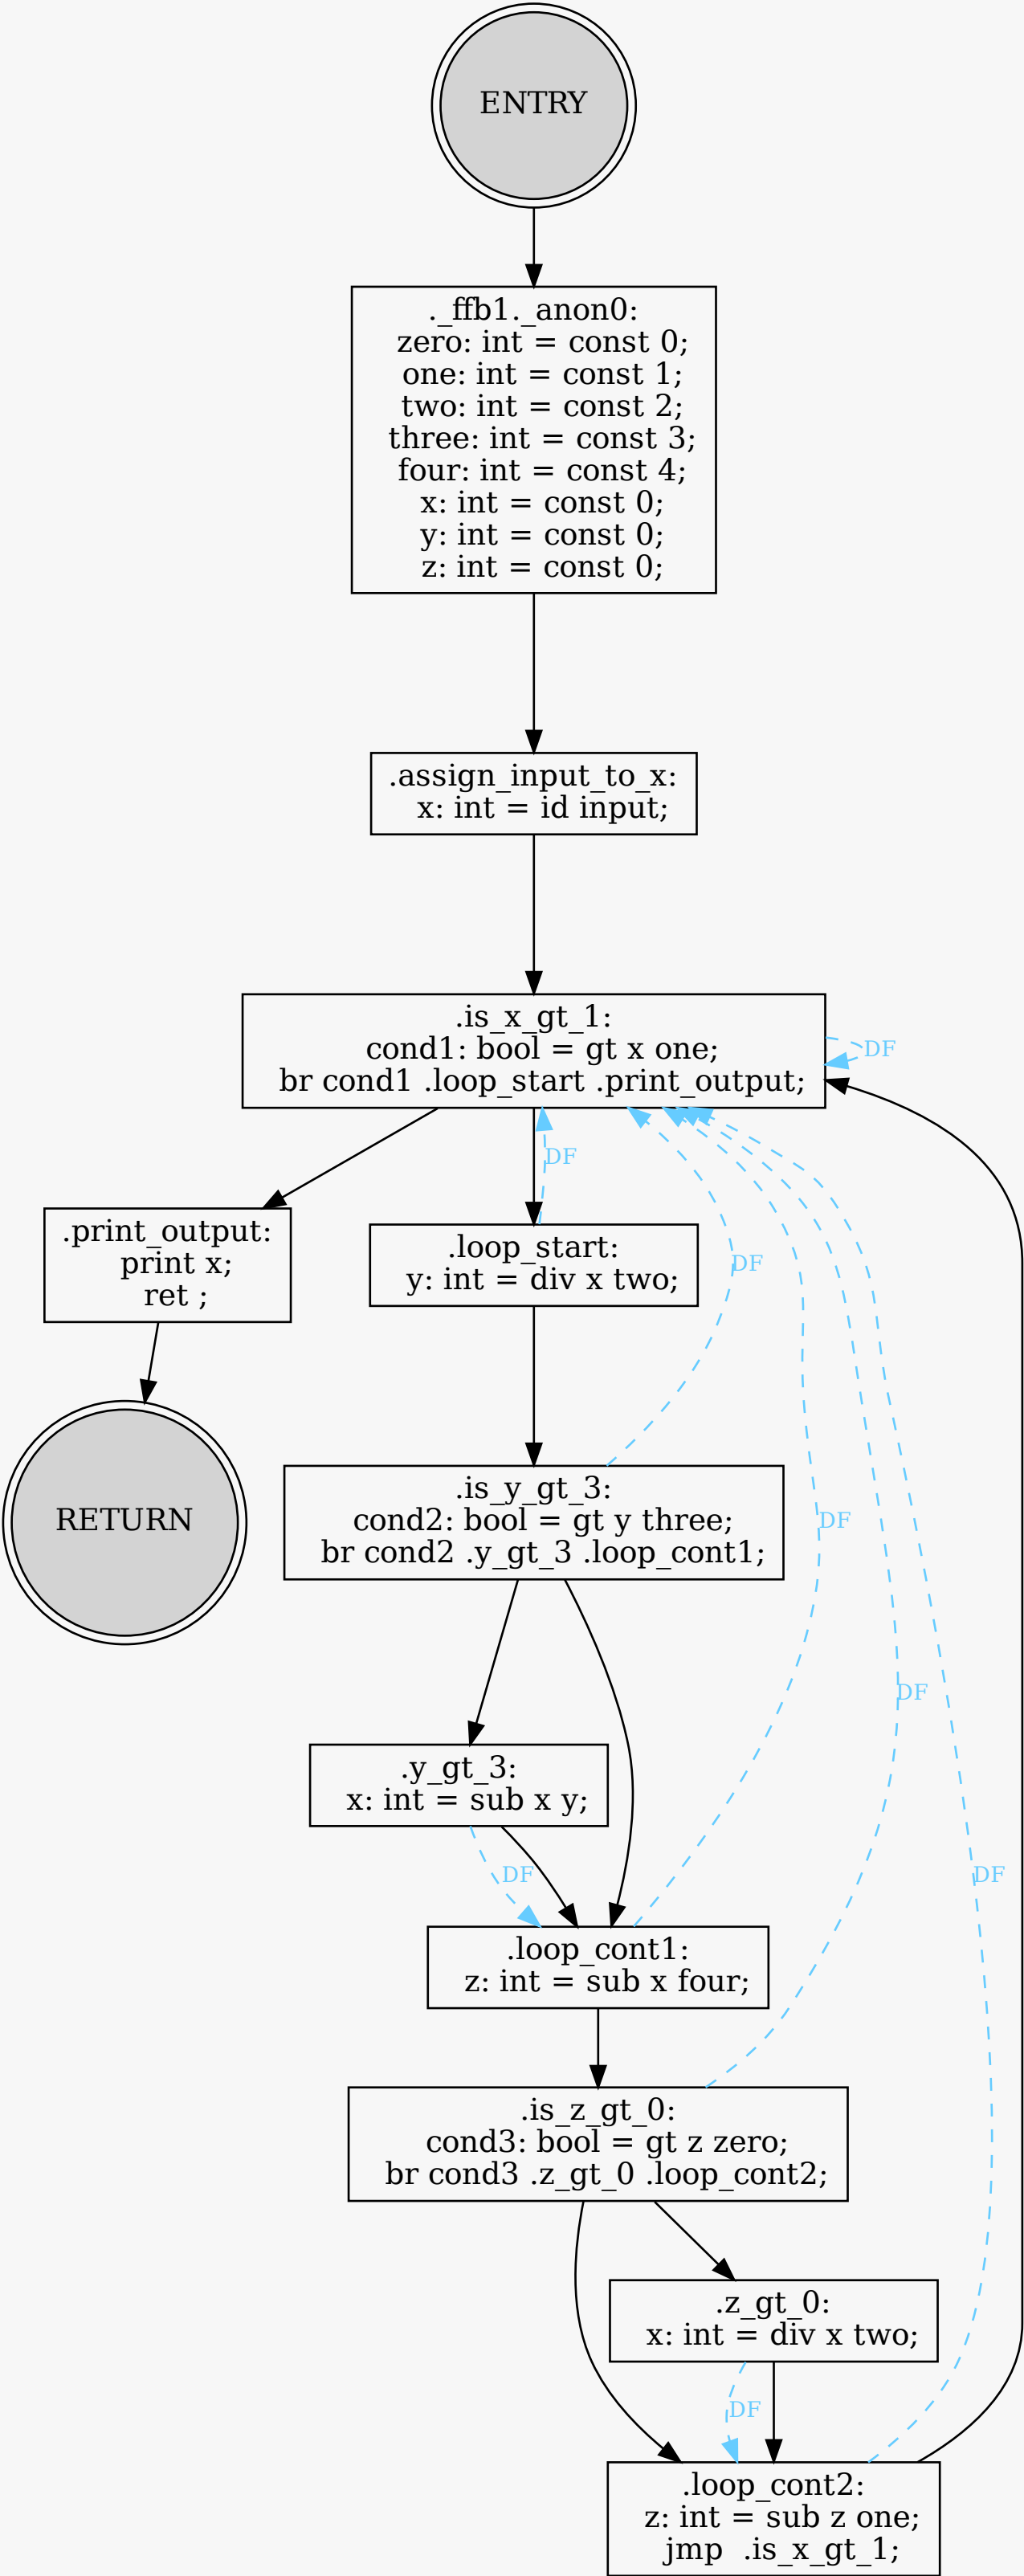 ENTRY
._ffb1._anon0:
zero: int = const 0;
one: int = const 1;
two: int = const 2;
three: int = const 3;
four: int = const 4;
x: int = const 0;
y: int = const 0;
z: int = const 0;
.assign_input_to_x:
x: int = id input;
.is_x_gt_1:
cond1: bool = gt x one;
br cond1 .loop_start .print_output;
DF
DF
.print_output:
print x;
ret ;
.loop_start:
y: int = div x two;
DF
RETURN
.is_y_gt_3:
cond2: bool = gt y three;
br cond2 .y_gt_3 .loop_cont1;
DF
DF
.y_gt_3:
x: int = sub x y;
DF
DF
.loop_cont1:
z: int = sub x four;
.is_z_gt_0:
cond3: bool = gt z zero;
br cond3 .z_gt_0 .loop_cont2;
.z_gt_0:
x: int = div x two;
DF
.loop_cont2:
z: int = sub z one;
jmp  .is_x_gt_1;